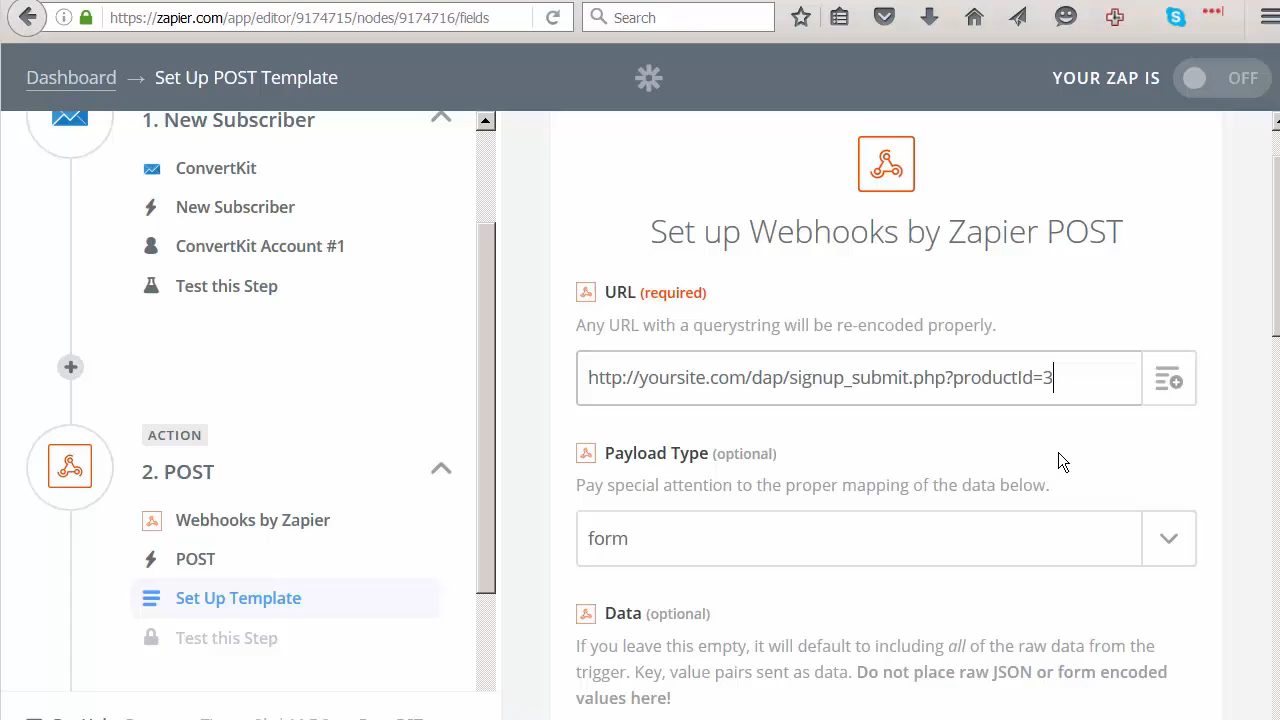 https://zapier.com/app/editor/9174715/nodes/9174716/fields
Search
Dashboard → Set Up POST Template
YOUR ZAP IS OFF
1. New Subscriber
ConvertKit
New Subscriber
ConvertKit Account #1
Test this Step
ACTION
2. POST
Webhooks by Zapier
POST
Set Up Template
Test this Step
Set up Webhooks by Zapier POST
URL (required)
Any URL with a querystring will be re-encoded properly.
http://yoursite.com/dap/signup_submit.php?productId=3
Payload Type (optional)
Pay special attention to the proper mapping of the data below.
form
Data (optional)
If you leave this empty, it will default to including all of the raw data from the
trigger. Key, value pairs sent as data. Do not place raw JSON or form encoded
values here!